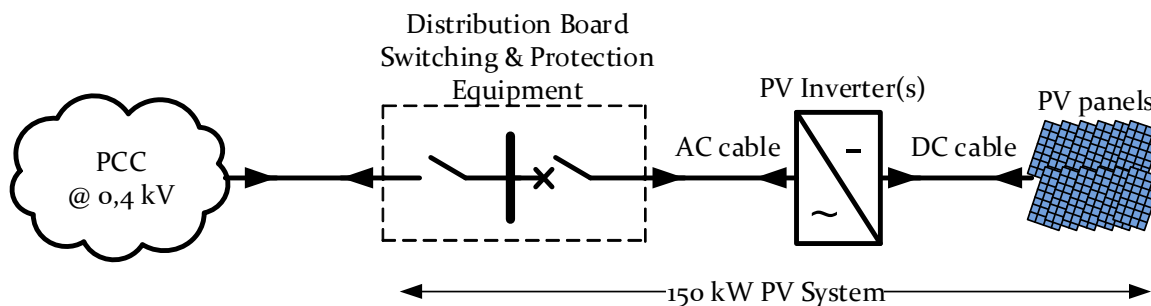 Distribution Board
Switching & Protection
Equipment
PV Inverter(s)
PV panels
PCC
@ 0,4 kV
AC cable
DC cable
-
~
150 kW PV System